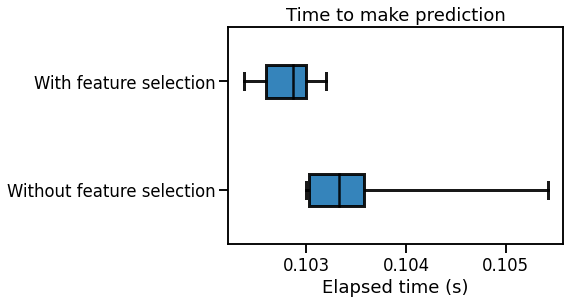 Time to make prediction
With feature selection
Without feature selection
0.103 0.104 0.105
Elapsed time (s)